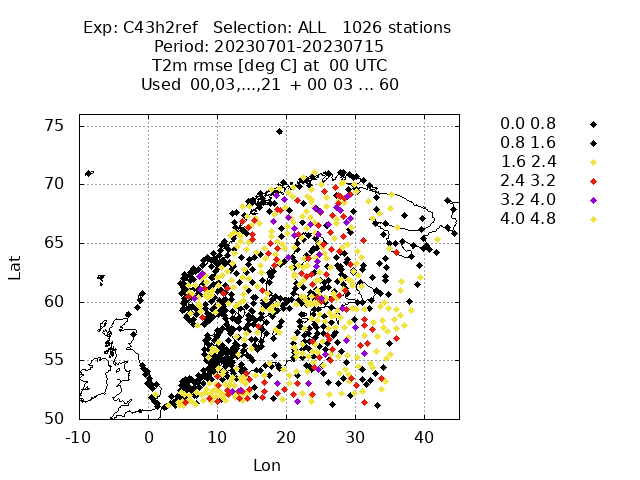 Exp: C43h2ref   Selection: ALL   1026 stations
Period: 20230701-20230715
T2m rmse [deg C] at  00 UTC
Used  00,03,...,21  + 00 03 ... 60
75
70
65
60
55
50
-10 0 10 20 30 40
Lat
Lon
0.0 0.8
0.8 1.6
1.6 2.4
2.4 3.2
3.2 4.0
4.0 4.8